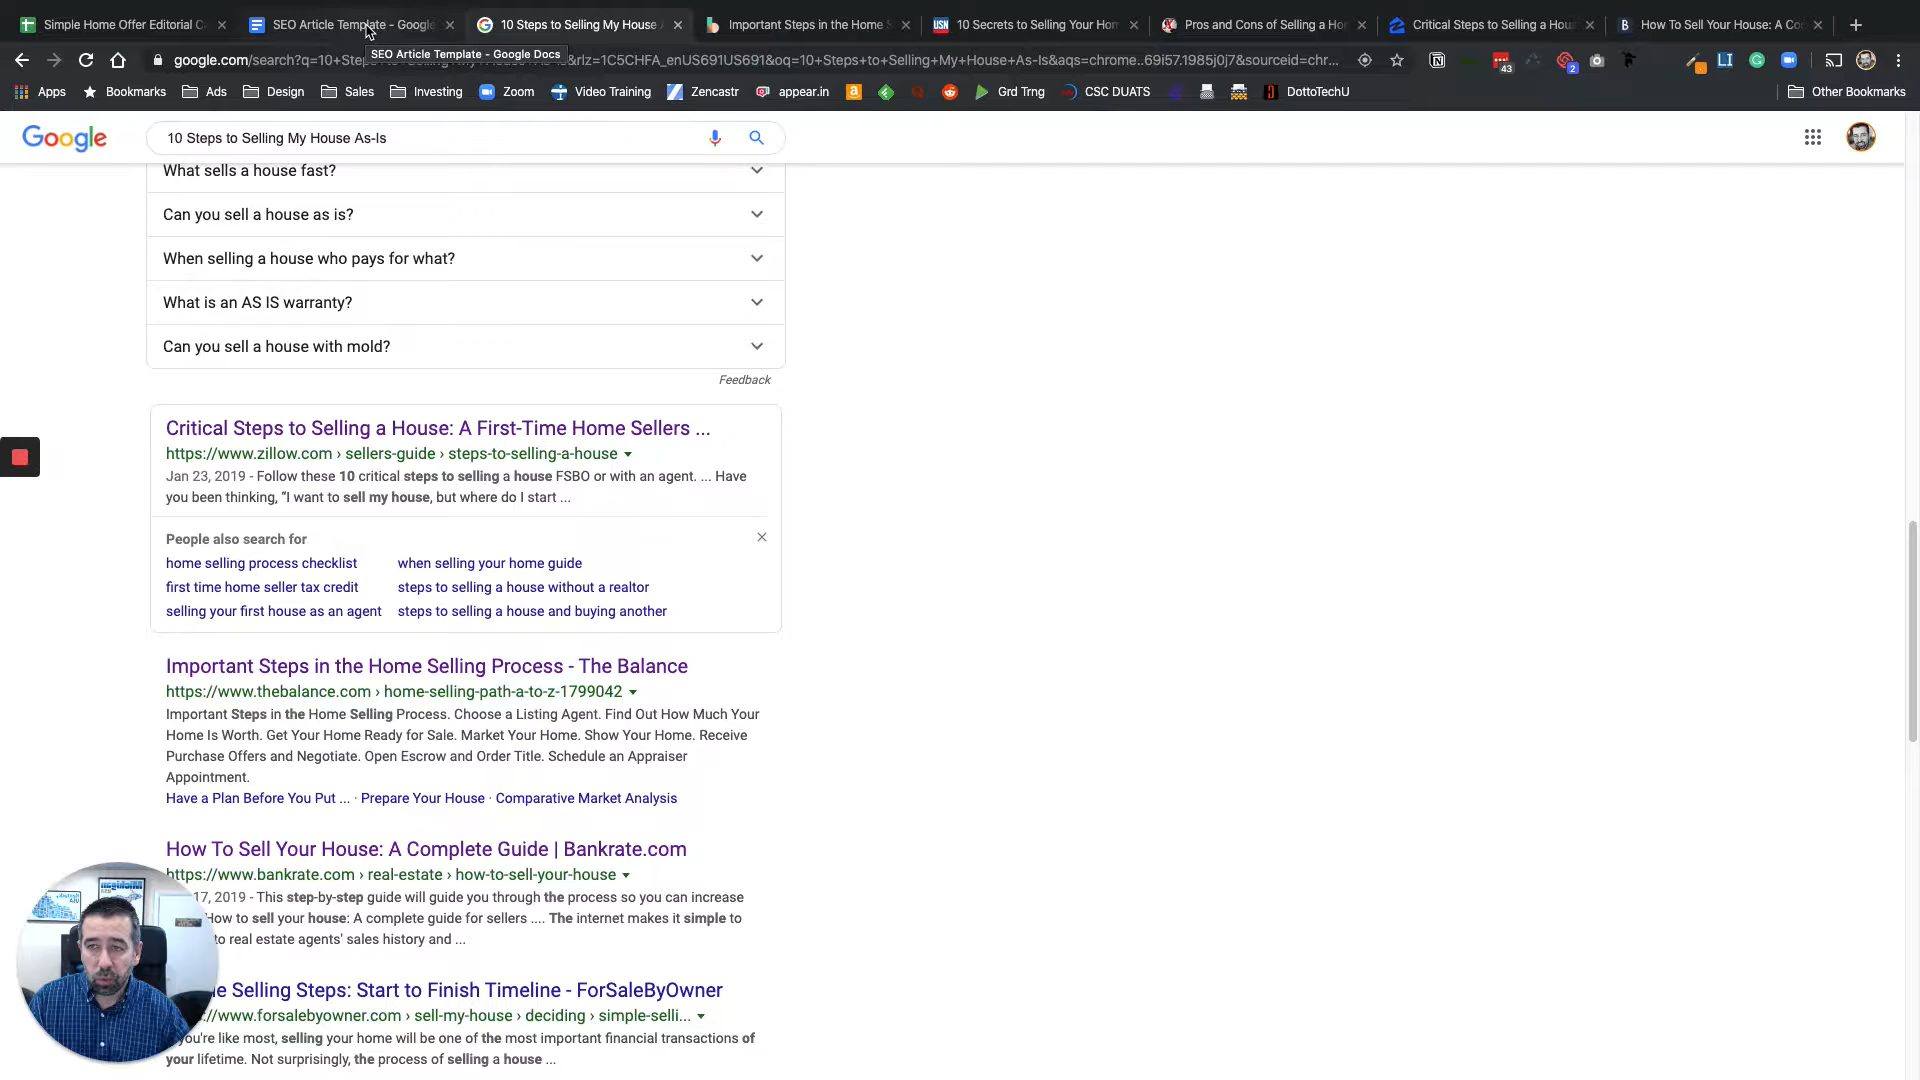 Simple Home Offer Editorial C
SEO Article Template - Google
10 Steps to Selling My House
Important Steps in the Home S
10 Secrets to Selling Your Hom
Pros and Cons of Selling a Ho
Critical Steps to Selling a Hou
How To Sell Your House: A Co
SEO Article Template - Google Docs
Apps
Bookmarks
Ads
Design
Sales
Investing
Zoom
Video Training
Zencastr
appear.in
Grd Trng
CSC DUATS
DottoTechU
Other Bookmarks
Google
10 Steps to Selling My House As-Is
What sells a house fast?
Can you sell a house as is?
When selling a house who pays for what?
What is an AS IS warranty?
Can you sell a house with mold?
Feedback
Critical Steps to Selling a House: A First-Time Home Sellers ...
https://www.zillow.com › sellers-guide › steps-to-selling-a-house
Jan 23, 2019 - Follow these 10 critical steps to selling a house FSBO or with an agent. ... Have
you been thinking, “I want to sell my house, but where do I start ...
People also search for
home selling process checklist
when selling your home guide
first time home seller tax credit
steps to selling a house without a realtor
selling your first house as an agent
steps to selling a house and buying another
Important Steps in the Home Selling Process - The Balance
https://www.thebalance.com › home-selling-path-a-to-z-1799042
Important Steps in the Home Selling Process. Choose a Listing Agent. Find Out How Much Your
Home Is Worth. Get Your Home Ready for Sale. Market Your Home. Show Your Home. Receive
Purchase Offers and Negotiate. Open Escrow and Order Title. Schedule an Appraiser
Appointment.
Have a Plan Before You Put ... · Prepare Your House · Comparative Market Analysis
How To Sell Your House: A Complete Guide | Bankrate.com
https://www.bankrate.com › real-estate › how-to-sell-your-house
17, 2019 - This step-by-step guide will guide you through the process so you can increase
How to sell your house: A complete guide for sellers .... The internet makes it simple to
to real estate agents' sales history and ...
Selling Steps: Start to Finish Timeline - ForSaleByOwner
//www.forsalebyowner.com › sell-my-house › deciding › simple-selli...
you're like most, selling your home will be one of the most important financial transactions of
your lifetime. Not surprisingly, the process of selling a house ...